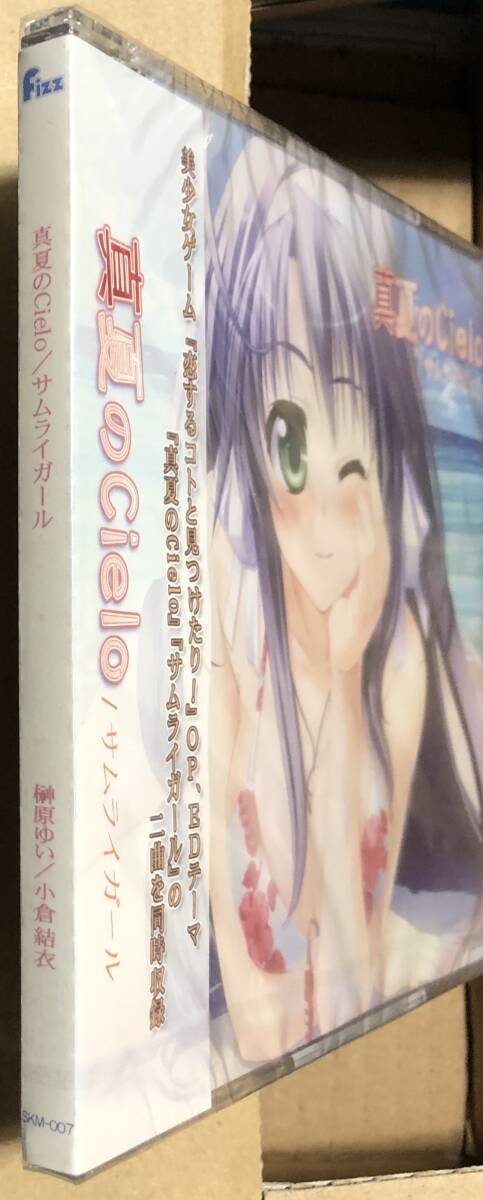 Fizz
真夏のCielo/サムライガール
榊原ゆい/小倉結衣
SKM-007
真夏のCielo/サムライガール
美少女ゲーム『恋するコトと見つけたり!』OP、EDテーマ
『真夏のCielo』『サムライガール』の
二曲を同時収録
真夏のCielo